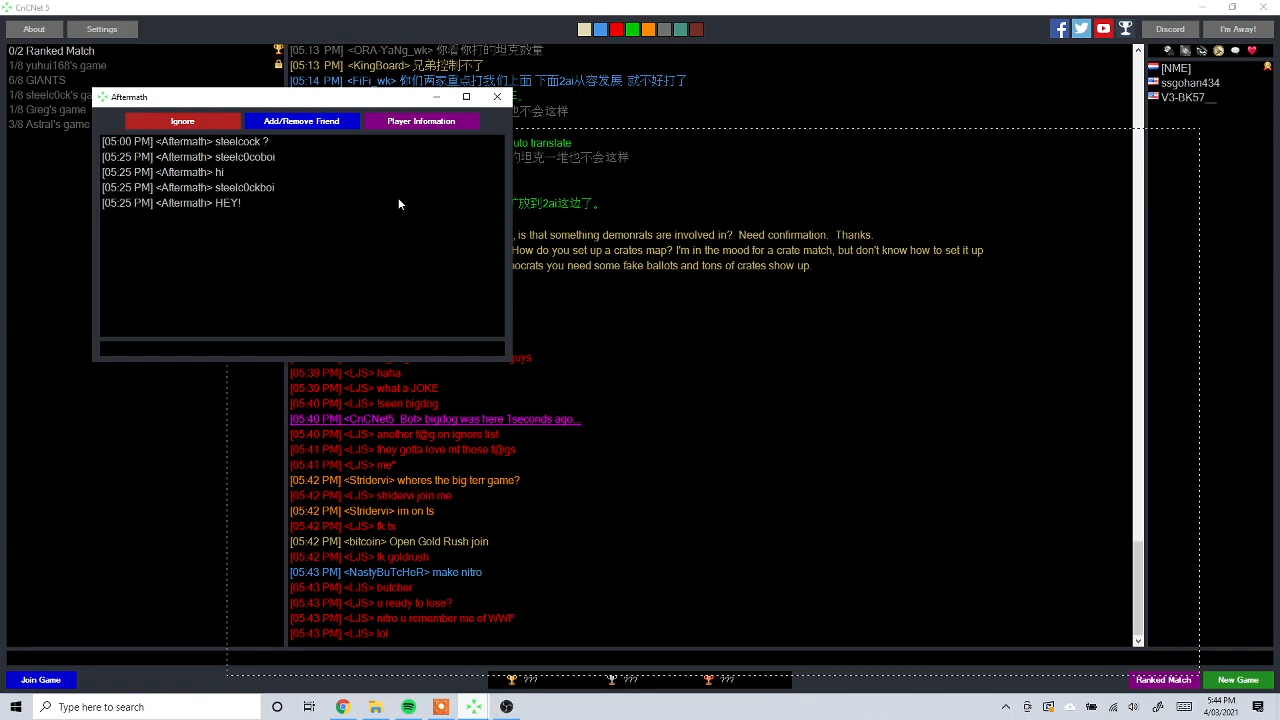 CnCNet 5
About
Settings
Discord
I'm Away!
0/2 Ranked Match
1/8 yuhui168's game
6/8 GIANTS
1/8 steelc0ck's ga
1/8 Greg's game
3/8 Astral's game
[05:13 PM] <ORA-YaNg_wk> 你看你打的坦克数量
[05:13 PM] <KingBoard> 兄弟控制不了
[05:14 PM] <FiFi_wk> 你们两家重点打我们上面 下面2ai从容发展 就不好打了
也不会这样
uto translate
的坦克一堆也不会这样
放到2ai这边了。
, is that something demonrats are involved in? Need confirmation. Thanks.
How do you set up a crates map? I'm in the mood for a crate match, but don't know how to set it up
nocrats you need some fake ballots and tons of crates show up.
guys
[05:39 PM] <LJS> haha
[05:39 PM] <LJS> what a JOKE
[05:40 PM] <LJS> !seen bigdog
[05:40 PM] <CnCNet5_Bot> bigdog was here 1seconds ago...
[05:40 PM] <LJS> another f@g on ignore list
[05:41 PM] <LJS> they gotta love mt those f@gs
[05:41 PM] <LJS> me*
[05:42 PM] <Stridervi> wheres the big terr game?
[05:42 PM] <LJS> stridervi join me
[05:42 PM] <Stridervi> im on ts
[05:42 PM] <LJS> fk ts
[05:42 PM] <bitcoin> Open Gold Rush join
[05:42 PM] <LJS> fk goldrush
[05:43 PM] <NastyBuTcHeR> make nitro
[05:43 PM] <LJS> butcher
[05:43 PM] <LJS> u ready to lose?
[05:43 PM] <LJS> nitro u remember me of WWF
[05:43 PM] <LJS> lol
[NME]
ssgohan434
V3-BK57__
Aftermath
Ignore
Add/Remove Friend
Player Information
[05:00 PM] <Aftermath> steelcock ?
[05:25 PM] <Aftermath> steelc0coboi
[05:25 PM] <Aftermath> hi
[05:25 PM] <Aftermath> steelc0ckboi
[05:25 PM] <Aftermath> HEY!
Join Game
???
???
???
Ranked Match
New Game
Type here to search
5:44 PM
4/03/2021